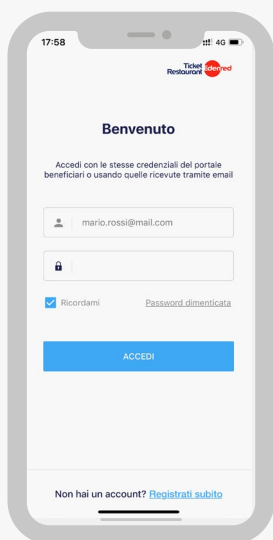 17:58
4G
Ticket
Restaurant Edenred
Benvenuto
Accedi con le stesse credenziali del portale
beneficiari o usando quelle ricevute tramite email
mario.rossi@mail.com
Ricordami Password dimenticata
ACCEDI
Non hai un account? Registrati subito